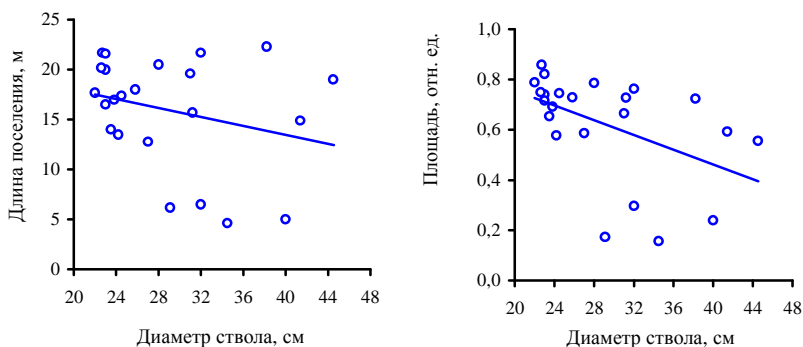 Длина поселения, м
25
20
15
10
5
0
20 24 28 32 36 40 44 48
Диаметр ствола, см
Площадь, отн. ед.
1,0
0,8
0,6
0,4
0,2
0,0
20 24 28 32 36 40 44 48
Диаметр ствола, см